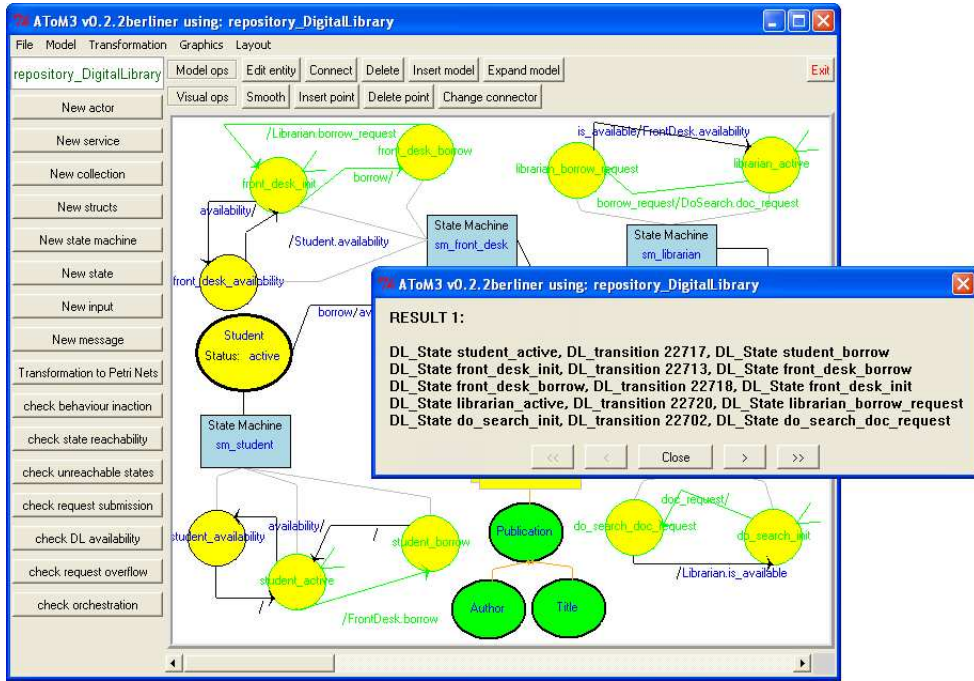 AToM3 v0.2.2berliner using: repository_DigitalLibrary
File Model Transformation Graphics Layout
repository_DigitalLibrary
Model ops Edit entity Connect Delete Insert model Expand model Exit
Visual ops Smooth Insert point Delete point Change connector
New actor
New service
New collection
New structs
New state machine
New state
New input
New message
Transformation to Petri Nets
check behaviour inaction
check state reachability
check unreachable states
check request submission
check DL availability
check request overflow
check orchestration
/Librarian.borrow_request
front_desk_borrow
front_desk_init
borrow/
availability/
/Student.availability
front_desk_availability
State Machine
sm_front_desk
is_available/FrontDesk.availability
librarian_borrow_request
librarian_active
borrow_request/DoSearch.doc_request
State Machine
sm_librarian
borrow/av
Student
Status: active
State Machine
sm_student
AToM3 v0.2.2berliner using: repository_DigitalLibrary
RESULT 1:
DL_State student_active, DL_transition 22717, DL_State student_borrow
DL_State front_desk_init, DL_transition 22713, DL_State front_desk_borrow
DL_State front_desk_borrow, DL_transition 22718, DL_State front_desk_init
DL_State librarian_active, DL_transition 22720, DL_State librarian_borrow_request
DL_State do_search_init, DL_transition 22702, DL_State do_search_doc_request
<< < Close > >>
student_availability
availability/
/
student_borrow
student_active
/
/FrontDesk.borrow
Publication
Author
Title
doc_request/
do_search_doc_request
do_search_init
/Librarian.is_available